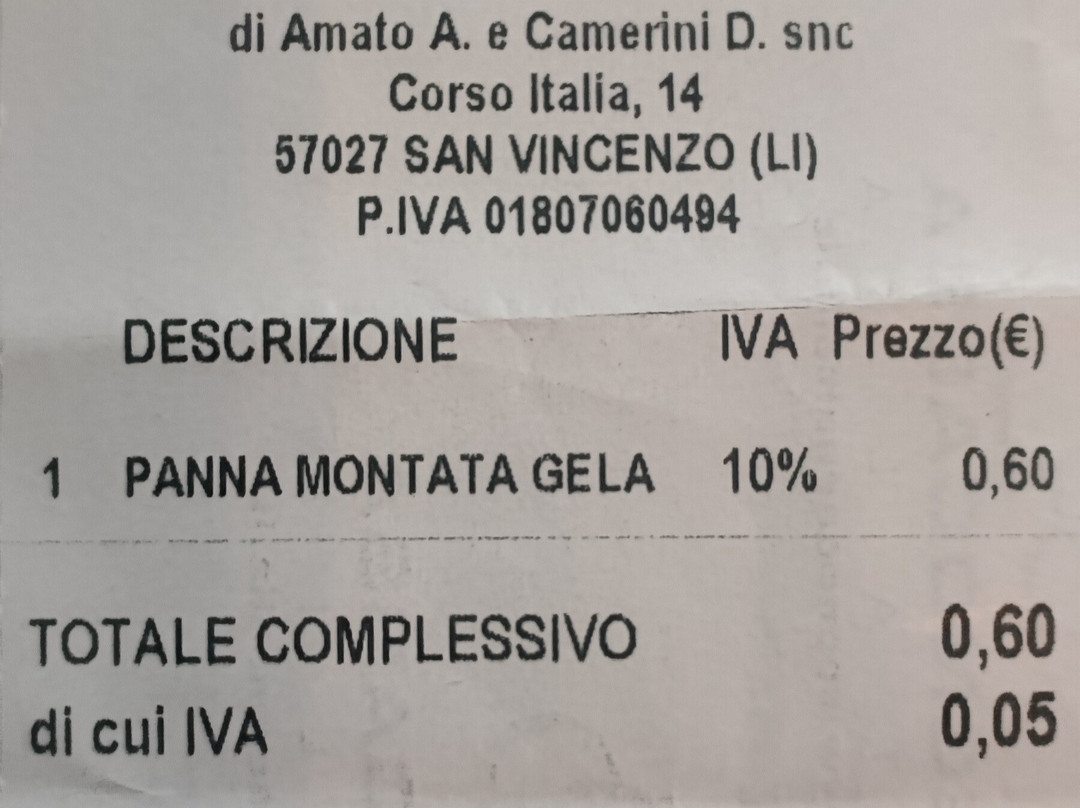 di Amato A. e Camerini D. snc
Corso Italia, 14
57027 SAN VINCENZO (LI)
P.IVA 01807060494
DESCRIZIONE IVA Prezzo(€)
1 PANNA MONTATA GELA 10% 0,60
TOTALE COMPLESSIVO 0,60
di cui IVA 0,05